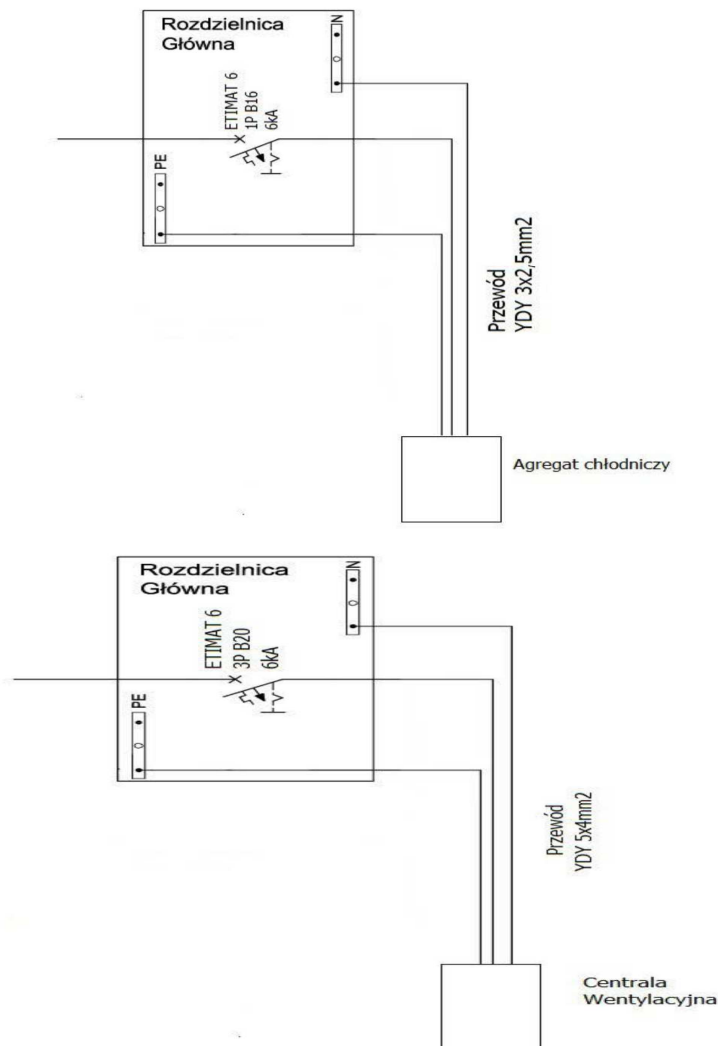 Rozdzielnica
Główna
N
ETIMAT 6
1P B16
6kA
PE
Przewód
YDY 3x2,5mm2
Agregat chłodniczy
Rozdzielnica
Główna
N
ETIMAT 6
3P B20
6kA
PE
Przewód
YDY 5x4mm2
Centrala
Wentylacyjna